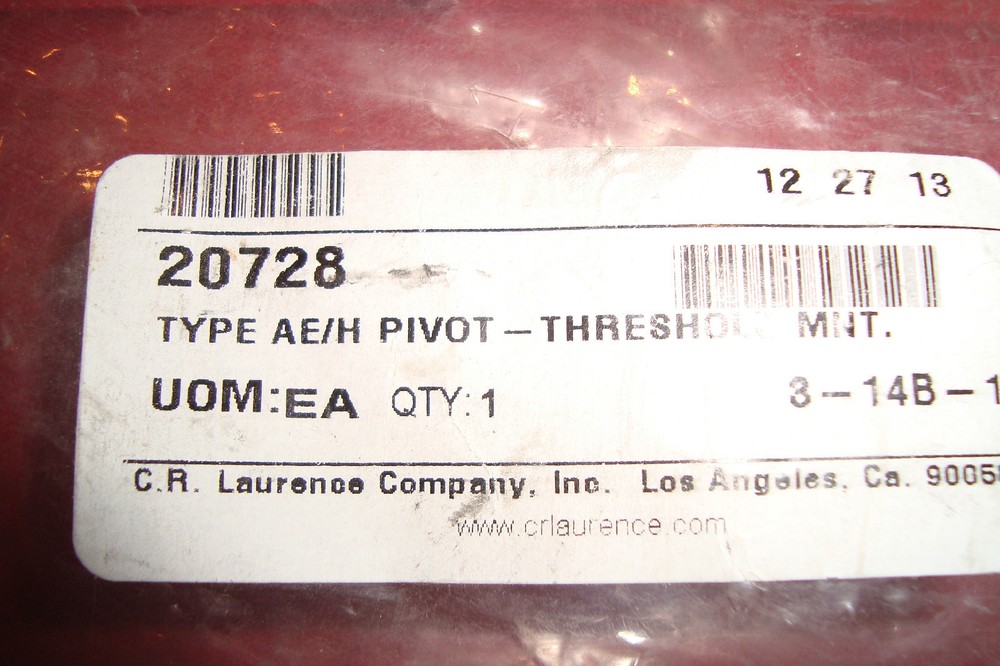 12 27 13
20728
TYPE AE/H PIVOT – THRESHOLD MNT.
UOM:EA QTY:1
3 – 14B – 1
C.R. Laurence Company, Inc. Los Angeles, Ca.
www.crlaurence.com